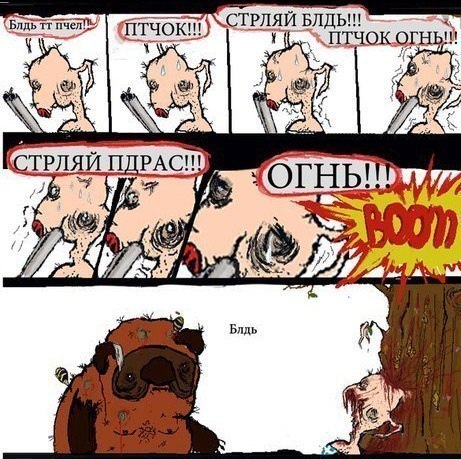 Блдь тт пчел!!!
ПТЧОК!!!
СТРЛЯЙ БЛДЬ!!!
ПТЧОК ОГНЬ!!!
СТРЛЯЙ ПДРАС!!!
ОГНЬ!!!
BOOM
Блдь